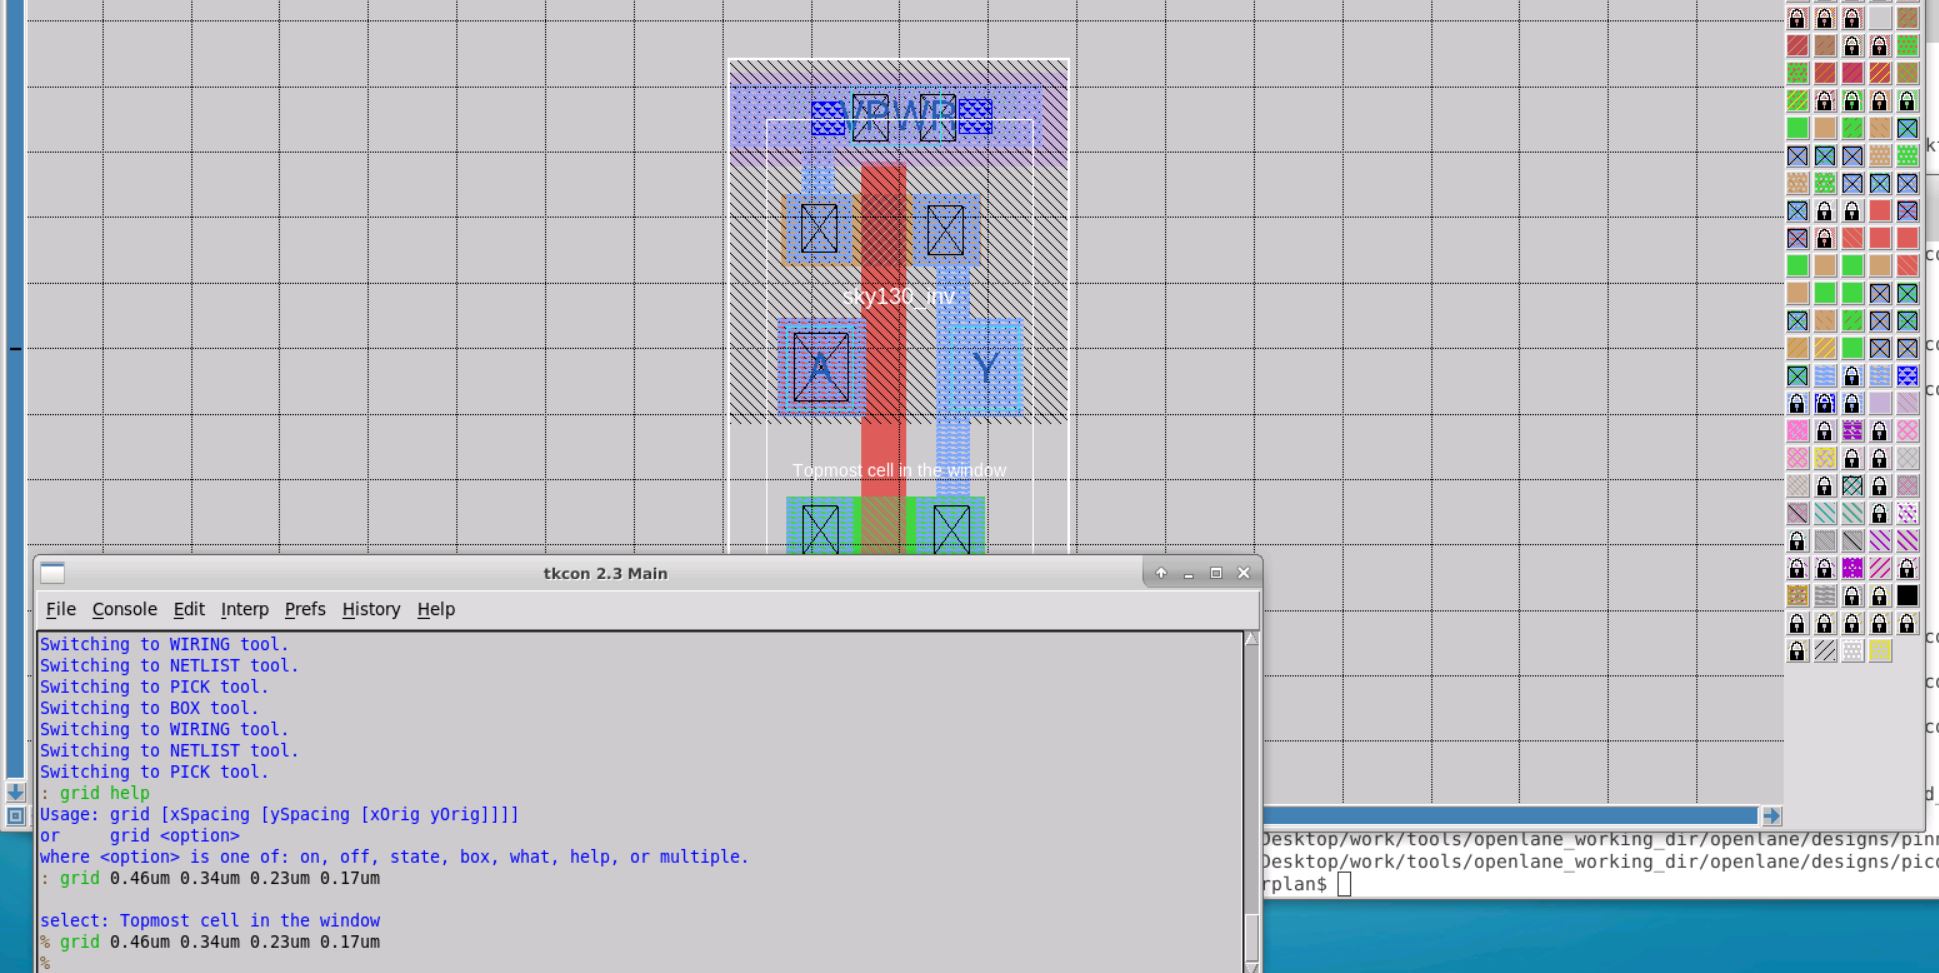 VPWR
sky130_inv
A
Y
Topmost cell in the window
tkcon 2.3 Main
File Console Edit Interp Prefs History Help
Switching to WIRING tool.
Switching to NETLIST tool.
Switching to PICK tool.
Switching to BOX tool.
Switching to WIRING tool.
Switching to NETLIST tool.
Switching to PICK tool.
: grid help
Usage: grid [xSpacing [ySpacing [xOrig yOrig]]]]
or grid <option>
where <option> is one of: on, off, state, box, what, help, or multiple.
: grid 0.46um 0.34um 0.23um 0.17um
select: Topmost cell in the window
% grid 0.46um 0.34um 0.23um 0.17um
%
Desktop/work/tools/openlane_working_dir/openlane/designs/pin
Desktop/work/tools/openlane_working_dir/openlane/designs/pico
rplan$